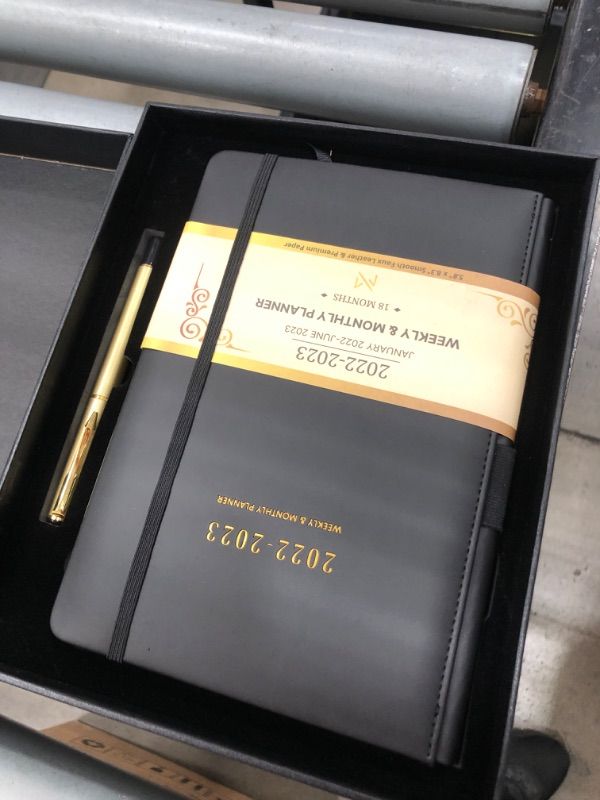 2022-2023
WEEKLY & MONTHLY PLANNER
2022-2023
JANUARY 2022-JUNE 2023
WEEKLY & MONTHLY PLANNER
18 MONTHS
5.8" x 8.3" Smooth Faux Leather & Premium Paper